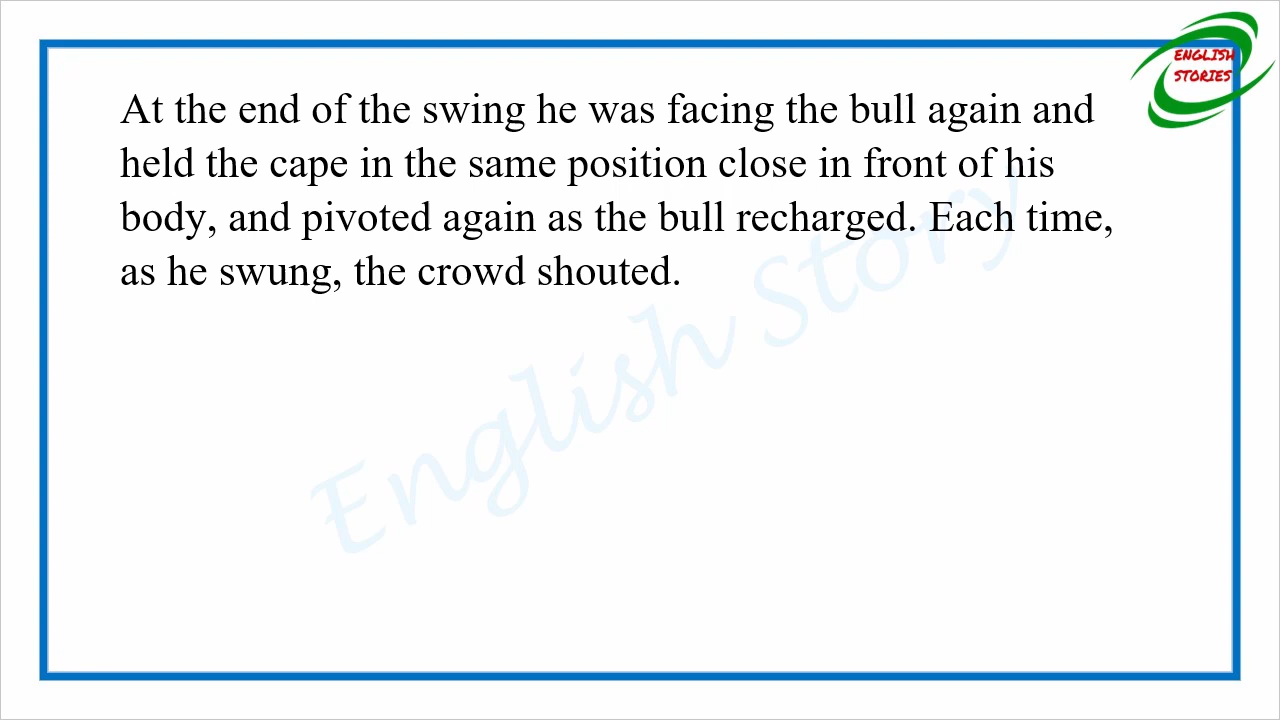 ENGLISH
STORIES
At the end of the swing he was facing the bull again and
held the cape in the same position close in front of his
body, and pivoted again as the bull recharged. Each time,
as he swung, the crowd shouted.
English Story